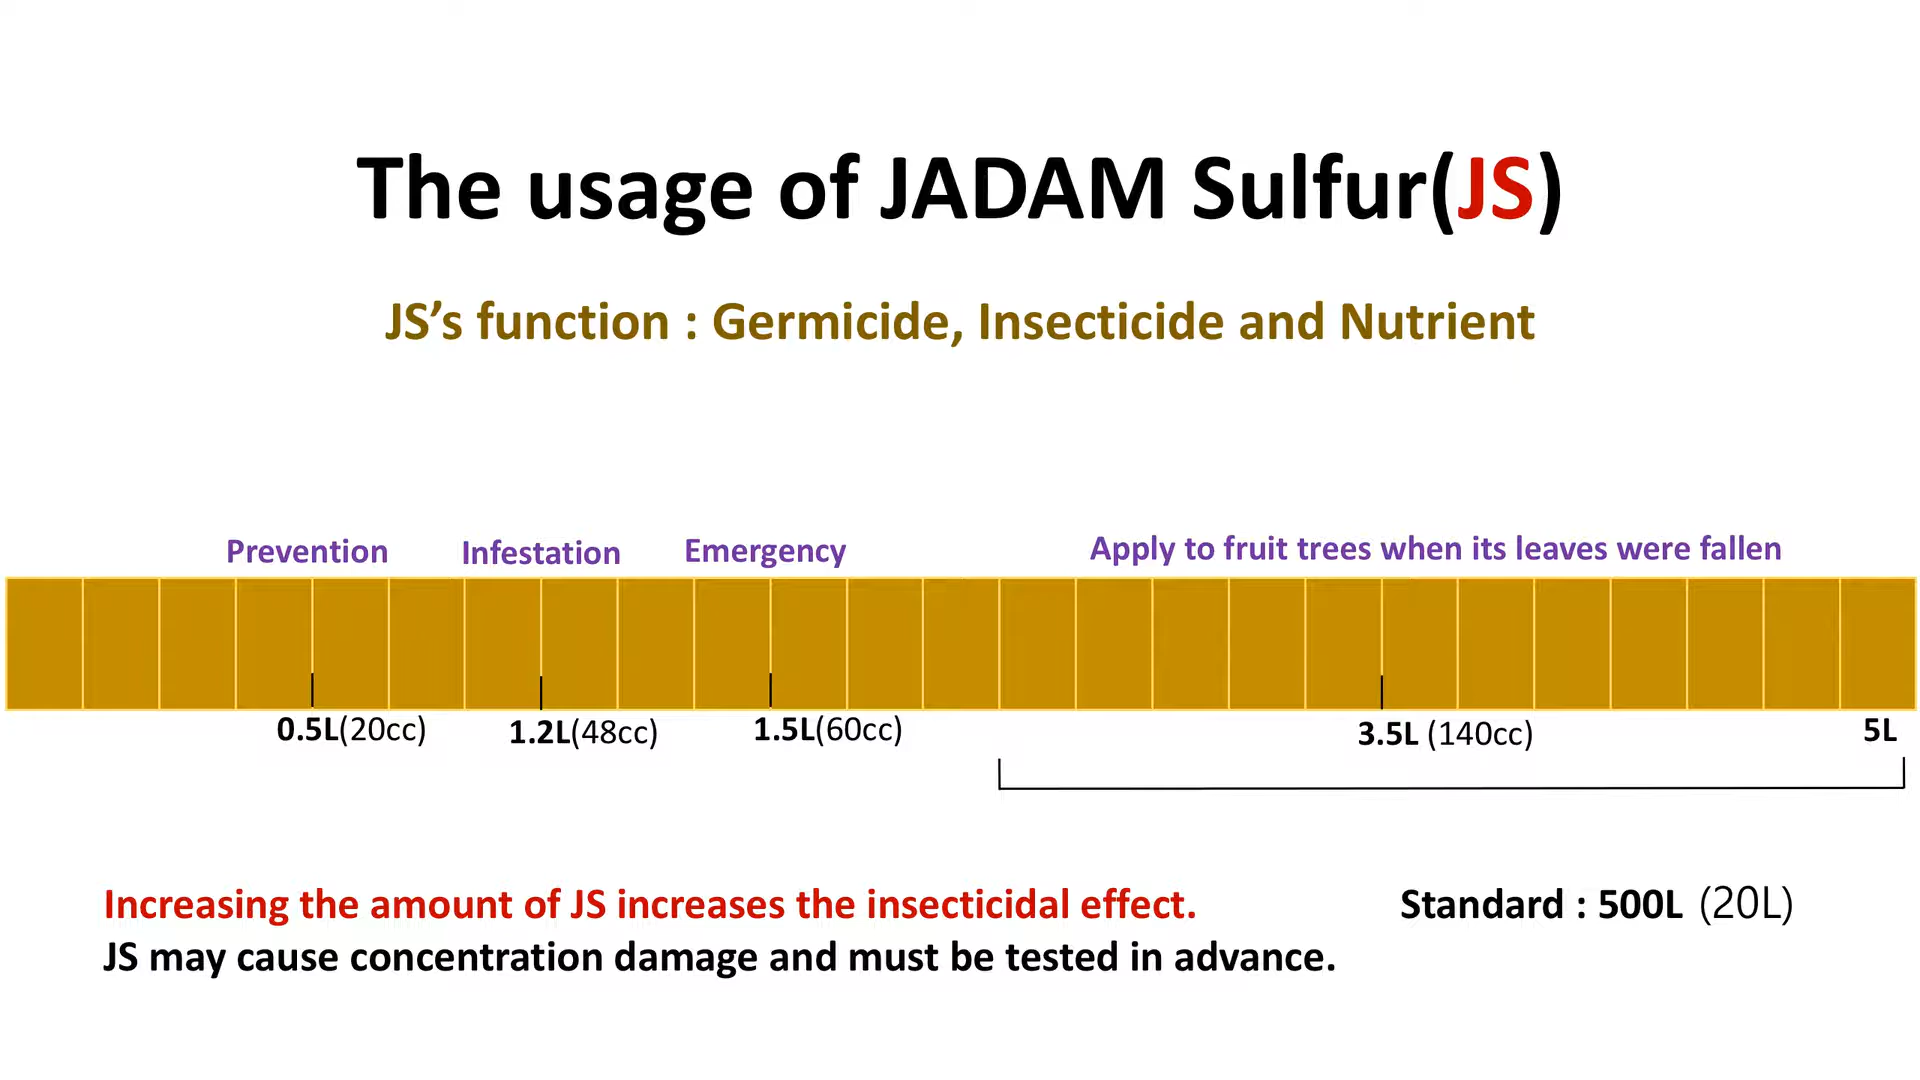 The usage of JADAM Sulfur(JS)
JS’s function : Germicide, Insecticide and Nutrient
Prevention Infestation Emergency Apply to fruit trees when its leaves were fallen
0.5L(20cc) 1.2L(48cc) 1.5L(60cc) 3.5L (140cc) 5L
Increasing the amount of JS increases the insecticidal effect. Standard : 500L (20L)
JS may cause concentration damage and must be tested in advance.